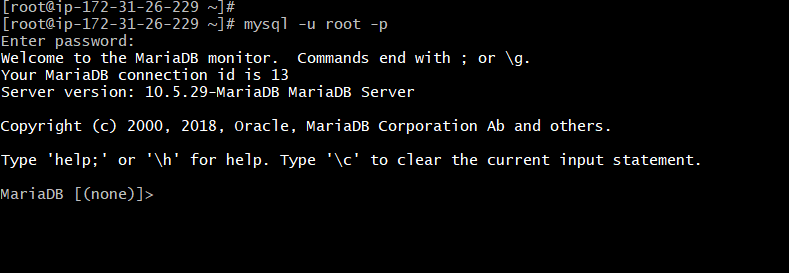 [root@ip-172-31-26-229 ~]#
[root@ip-172-31-26-229 ~]# mysql -u root -p
Enter password:
Welcome to the MariaDB monitor.  Commands end with ; or \g.
Your MariaDB connection id is 13
Server version: 10.5.29-MariaDB MariaDB Server
Copyright (c) 2000, 2018, Oracle, MariaDB Corporation Ab and others.
Type 'help;' or '\h' for help. Type '\c' to clear the current input statement.
MariaDB [(none)]>